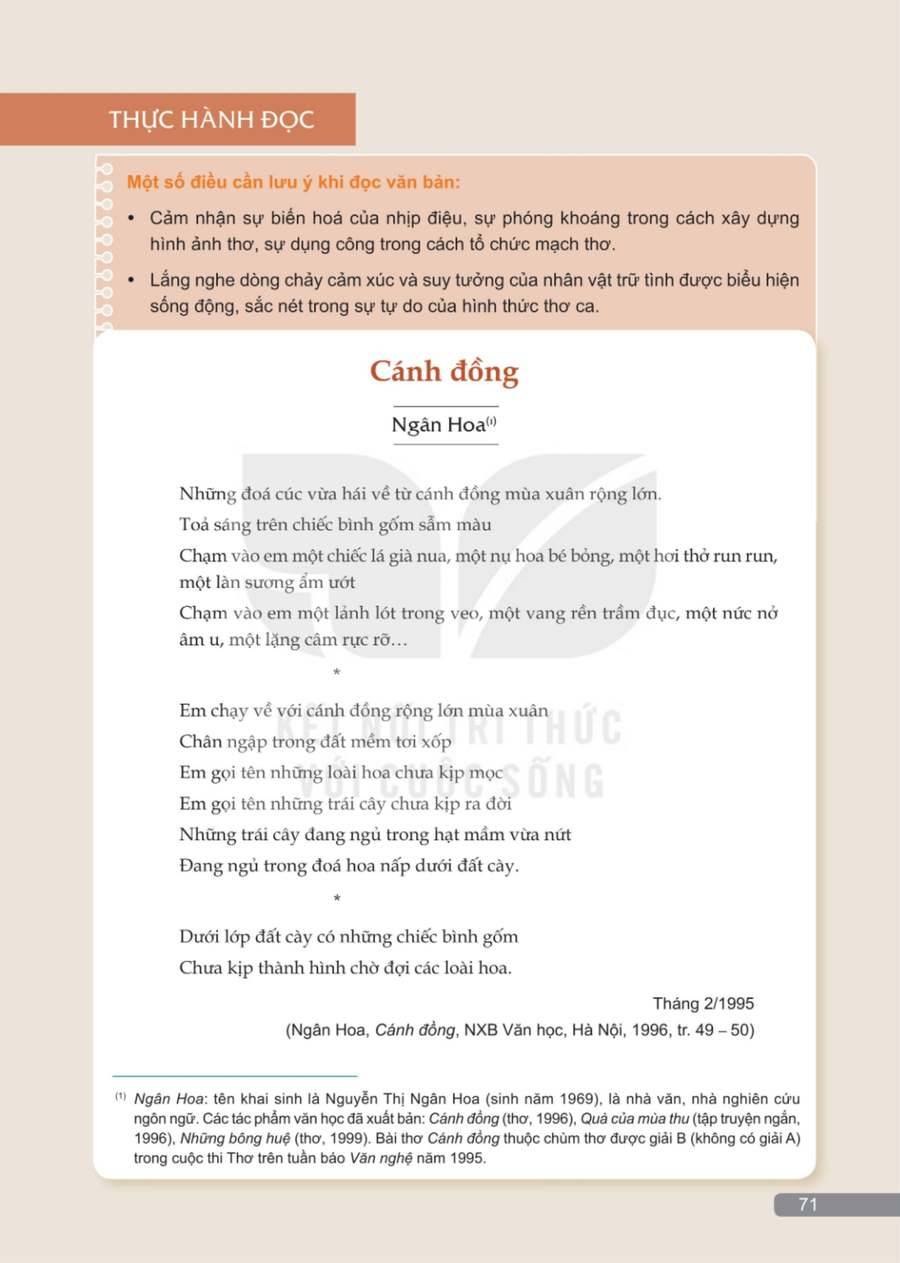 THỰC HÀNH ĐỌC
Một số điều cần lưu ý khi đọc văn bản:
• Cảm nhận sự biến hoá của nhịp điệu, sự phóng khoáng trong cách xây dựng
hình ảnh thơ, sự dụng công trong cách tổ chức mạch thơ.
• Lắng nghe dòng chảy cảm xúc và suy tưởng của nhân vật trữ tình được biểu hiện
sống động, sắc nét trong sự tự do của hình thức thơ ca.
Cánh đồng
Ngân Hoa(1)
Những đoá cúc vừa hái về từ cánh đồng mùa xuân rộng lớn.
Toả sáng trên chiếc bình gốm sẫm màu
Chạm vào em một chiếc lá già nua, một nụ hoa bé bỏng, một hơi thở run run,
một làn sương ẩm ướt
Chạm vào em một lảnh lót trong veo, một vang rền trầm đục, một nức nở
âm u, một lặng câm rực rỡ...
*
Em chạy về với cánh đồng rộng lớn mùa xuân
Chân ngập trong đất mềm tơi xốp
Em gọi tên những loài hoa chưa kịp mọc
Em gọi tên những trái cây chưa kịp ra đời
Những trái cây đang ngủ trong hạt mầm vừa nứt
Đang ngủ trong đoá hoa nấp dưới đất cày.
*
Dưới lớp đất cày có những chiếc bình gốm
Chưa kịp thành hình chờ đợi các loài hoa.
Tháng 2/1995
(Ngân Hoa, Cánh đồng, NXB Văn học, Hà Nội, 1996, tr. 49 – 50)
KẾT NỐI TRI THỨC
VỚI CUỘC SỐNG
(1) Ngân Hoa: tên khai sinh là Nguyễn Thị Ngân Hoa (sinh năm 1969), là nhà văn, nhà nghiên cứu
ngôn ngữ. Các tác phẩm văn học đã xuất bản: Cánh đồng (thơ, 1996), Quà của mùa thu (tập truyện ngắn,
1996), Những bông huệ (thơ, 1999). Bài thơ Cánh đồng thuộc chùm thơ được giải B (không có giải A)
trong cuộc thi Thơ trên tuần báo Văn nghệ năm 1995.
71